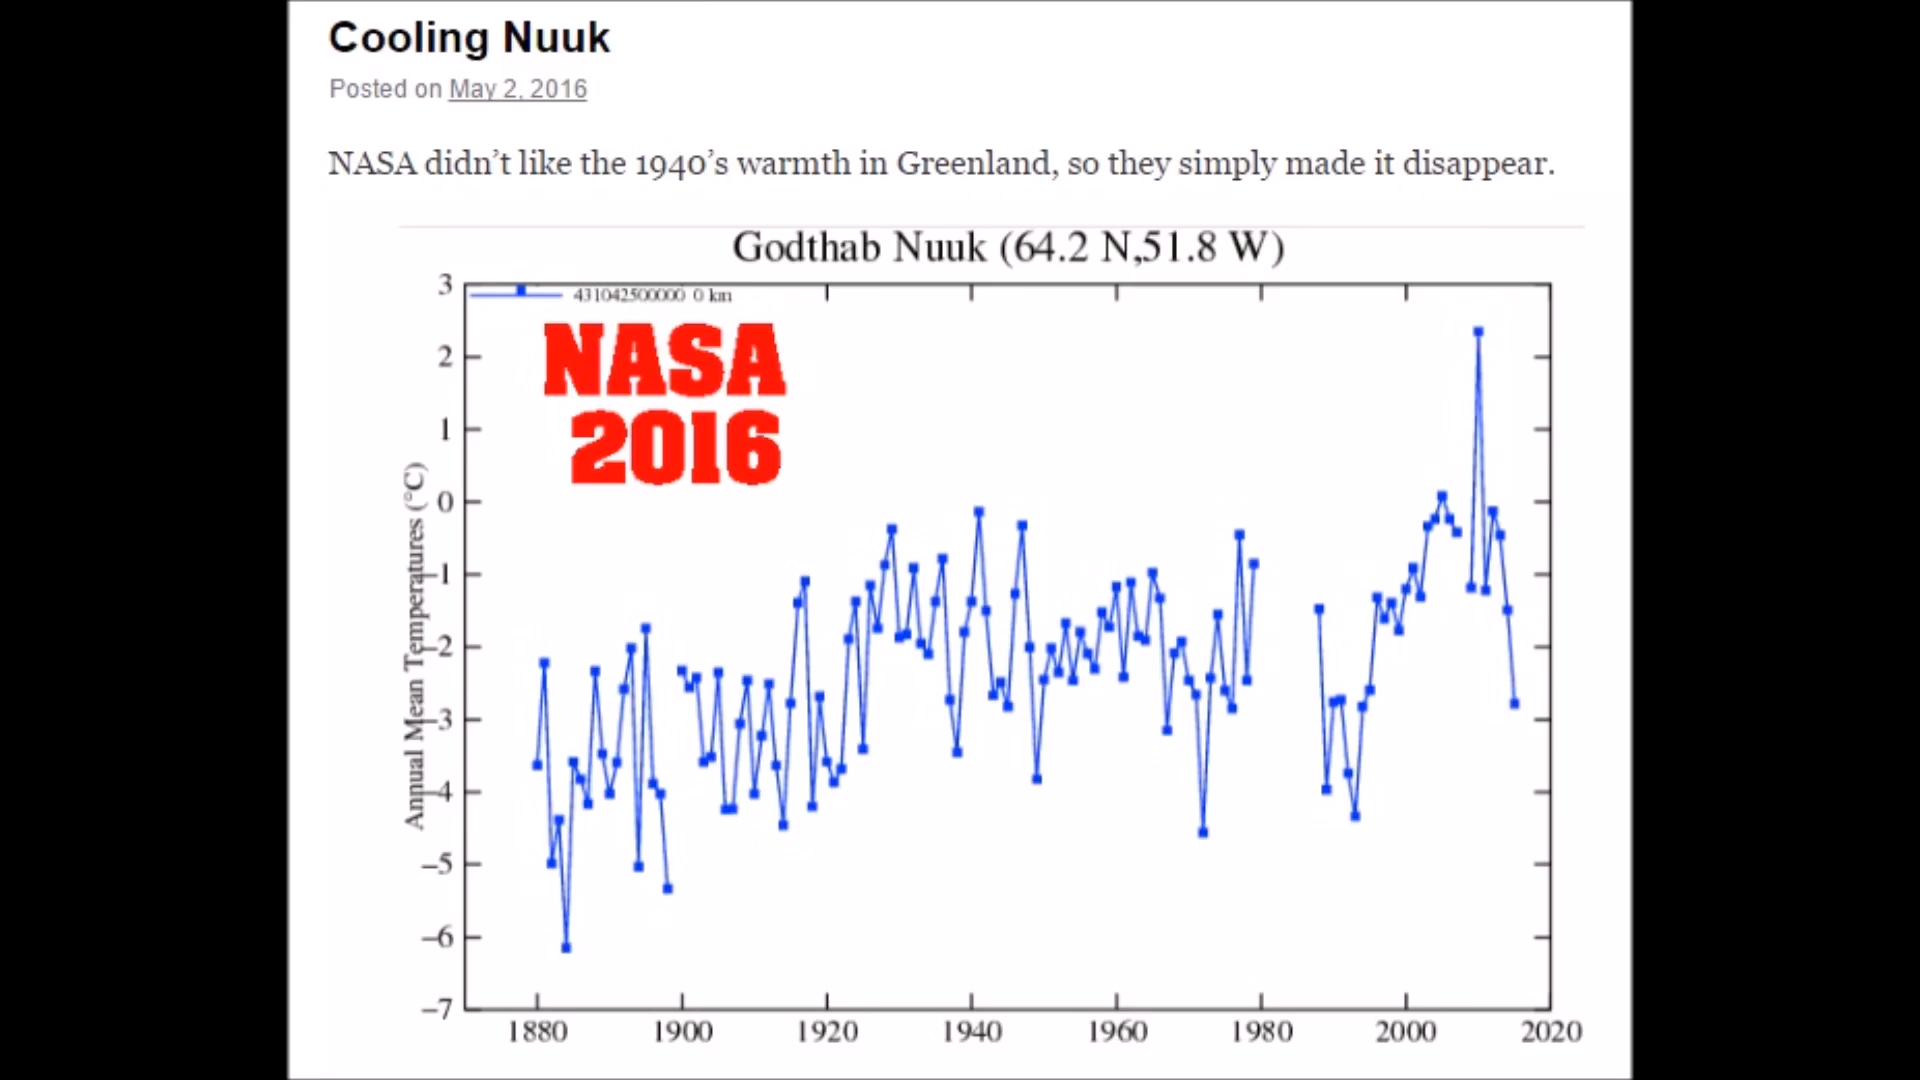 Cooling Nuuk
Posted on May 2, 2016
NASA didn’t like the 1940’s warmth in Greenland, so they simply made it disappear.
Godthab Nuuk (64.2 N,51.8 W)
431042500000 0 km
NASA
2016
Annual Mean Temperatures (°C)
3
2
1
0
−1
−2
−3
−4
−5
−6
−7
1880 1900 1920 1940 1960 1980 2000 2020